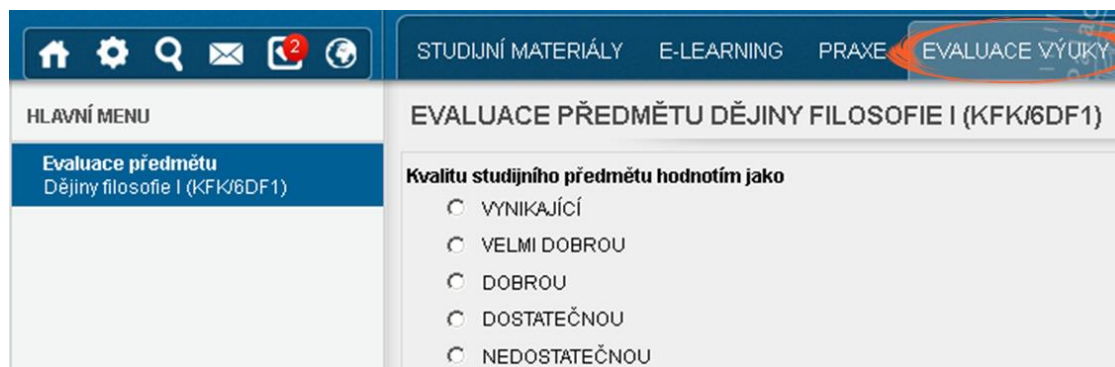 2
STUDIJNÍ MATERIÁLY E-LEARNING PRAXE EVALUACE VÝUKY
HLAVNÍ MENU
Evaluace předmětu
Dějiny filosofie I (KFK/6DF1)
EVALUACE PŘEDMĚTU DĚJINY FILOSOFIE I (KFK/6DF1)
Kvalitu studijního předmětu hodnotím jako
VYNIKAJÍCÍ
VELMI DOBROU
DOBROU
DOSTATEČNOU
NEDOSTATEČNOU